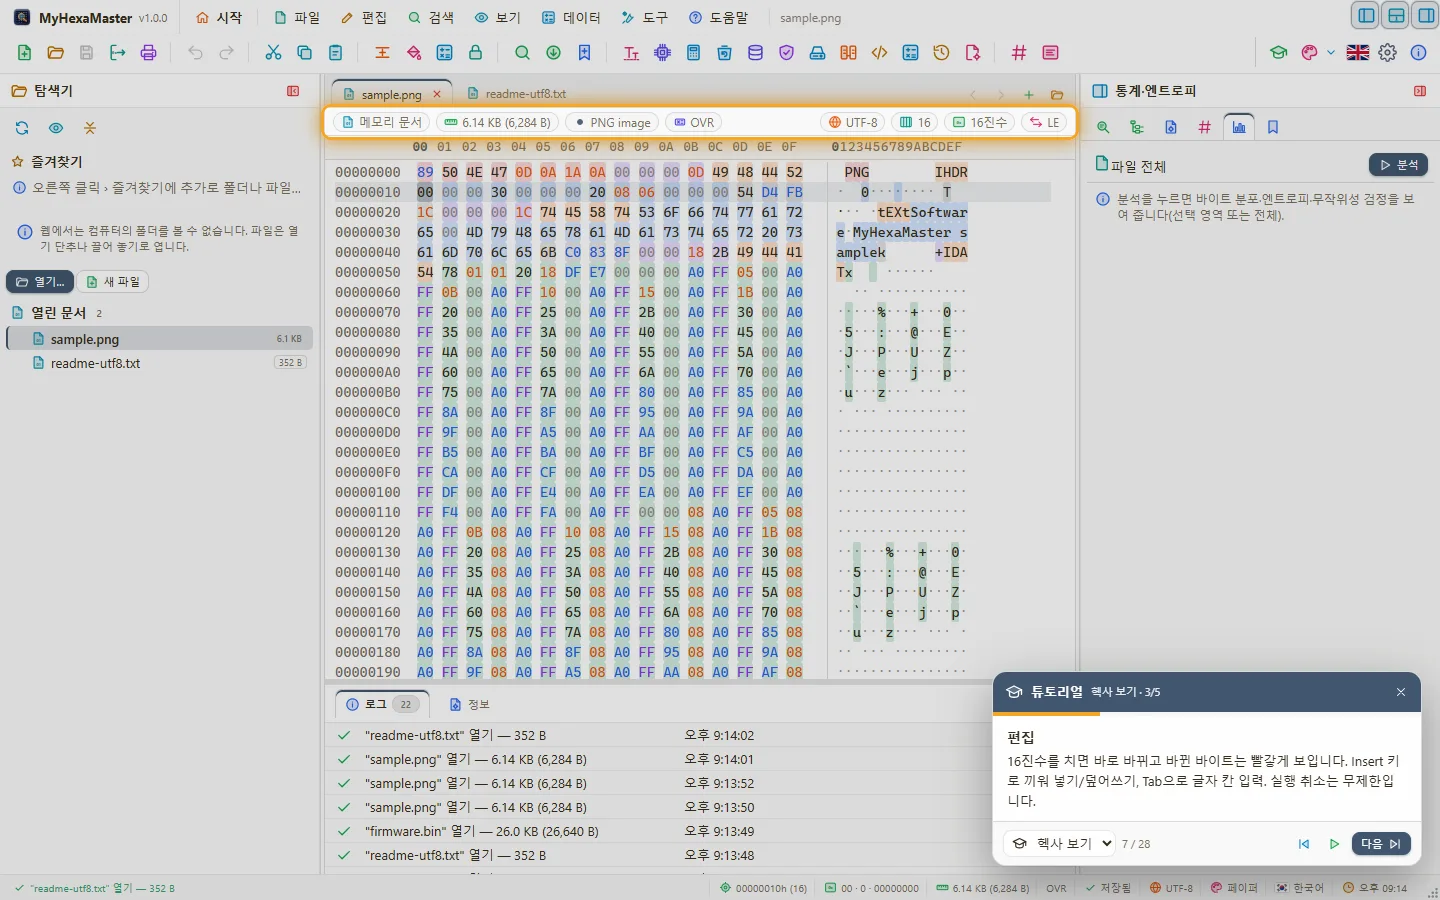 MyHexaMaster v1.0.0 시작 파일 편집 검색 보기 데이터 도구 도움말 sample.png
탐색기
즐겨찾기
오른쪽 클릭 › 즐겨찾기에 추가로 폴더나 파일...
웹에서는 컴퓨터의 폴더를 볼 수 없습니다. 파일은 열
기 단추나 끌어 놓기로 엽니다.
열기... 새 파일
열린 문서 2
sample.png 6.1 KB
readme-utf8.txt 352 B
sample.png readme-utf8.txt
메모리 문서 6.14 KB (6,284 B) PNG image OVR UTF-8 16 16진수 LE
00 01 02 03 04 05 06 07 08 09 0A 0B 0C 0D 0E 0F 0123456789ABCDEF
00000000 89 50 4E 47 0D 0A 1A 0A 00 00 00 0D 49 48 44 52 PNG IHDR
00000010 00 00 00 30 00 00 00 20 08 06 00 00 00 54 D4 FB 0 T
00000020 1C 00 00 00 1C 74 45 58 74 53 6F 66 74 77 61 72 tEXtSoftwar
00000030 65 00 4D 79 48 65 78 61 4D 61 73 74 65 72 20 73 e·MyHexaMaster s
00000040 61 6D 70 6C 65 6B C0 83 8F 00 00 18 2B 49 44 41 amplek +IDA
00000050 54 78 01 01 20 18 DF E7 00 00 00 A0 FF 05 00 A0 Tx
00000060 FF 0B 00 A0 FF 10 00 A0 FF 15 00 A0 FF 1B 00 A0
00000070 FF 20 00 A0 FF 25 00 A0 FF 2B 00 A0 FF 30 00 A0 % + 0
00000080 FF 35 00 A0 FF 3A 00 A0 FF 40 00 A0 FF 45 00 A0 5 : @ E
00000090 FF 4A 00 A0 FF 50 00 A0 FF 55 00 A0 FF 5A 00 A0 J P U Z
000000A0 FF 60 00 A0 FF 65 00 A0 FF 6A 00 A0 FF 70 00 A0 ` e j p
000000B0 FF 75 00 A0 FF 7A 00 A0 FF 80 00 A0 FF 85 00 A0 u z
000000C0 FF 8A 00 A0 FF 8F 00 A0 FF 95 00 A0 FF 9A 00 A0
000000D0 FF 9F 00 A0 FF A5 00 A0 FF AA 00 A0 FF AF 00 A0
000000E0 FF B5 00 A0 FF BA 00 A0 FF BF 00 A0 FF C5 00 A0
000000F0 FF CA 00 A0 FF CF 00 A0 FF D5 00 A0 FF DA 00 A0
00000100 FF DF 00 A0 FF E4 00 A0 FF EA 00 A0 FF EF 00 A0
00000110 FF F4 00 A0 FF FA 00 A0 FF 00 00 08 A0 FF 05 08
00000120 A0 FF 0B 08 A0 FF 10 08 A0 FF 15 08 A0 FF 1B 08
00000130 A0 FF 20 08 A0 FF 25 08 A0 FF 2B 08 A0 FF 30 08 % + 0
00000140 A0 FF 35 08 A0 FF 3A 08 A0 FF 40 08 A0 FF 45 08 5 : @ E
00000150 A0 FF 4A 08 A0 FF 50 08 A0 FF 55 08 A0 FF 5A 08 J P U Z
00000160 A0 FF 60 08 A0 FF 65 08 A0 FF 6A 08 A0 FF 70 08 ` e j p
00000170 A0 FF 75 08 A0 FF 7A 08 A0 FF 80 08 A0 FF 85 08 u z
00000180 A0 FF 8A 08 A0 FF 8F 08 A0 FF 95 08 A0 FF 9A 08
00000190 A0 FF 9F 08 A0 FF A5 08 A0 FF AA 08 A0 FF AF 08
통계·엔트로피
파일 전체 분석
분석을 누르면 바이트 분포·엔트로피·무작위성 검정을 보
여 줍니다(선택 영역 또는 전체).
로그 22 정보
"readme-utf8.txt" 열기 — 352 B 오후 9:14:02
"sample.png" 열기 — 6.14 KB (6,284 B) 오후 9:14:01
"sample.png" 열기 — 6.14 KB (6,284 B) 오후 9:13:52
"sample.png" 열기 — 6.14 KB (6,284 B) 오후 9:13:50
"firmware.bin" 열기 — 26.0 KB (26,640 B) 오후 9:13:49
"readme-utf8.txt" 열기 — 352 B 오후 9:13:48
튜토리얼 헥사 보기 · 3/5
편집
16진수를 치면 바로 바뀌고 바뀐 바이트는 빨갛게 보입니다. Insert 키
로 끼워 넣기/덮어쓰기, Tab으로 글자 칸 입력. 실행 취소는 무제한입
니다.
헥사 보기 7 / 28 다음
"readme-utf8.txt" 열기 — 352 B 00000010h (16) 00 · 0 · 00000000 6.14 KB (6,284 B) OVR 저장됨 UTF-8 페이퍼 한국어 오후 09:14